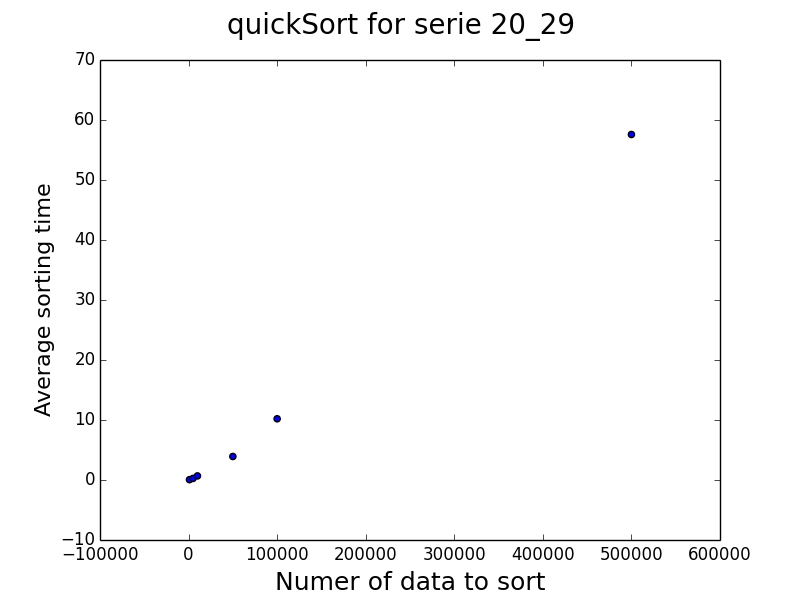 quickSort for serie 20_29
70
60
50
40
30
20
10
0
−10
Average sorting time
−100000 0 100000 200000 300000 400000 500000 600000
Numer of data to sort